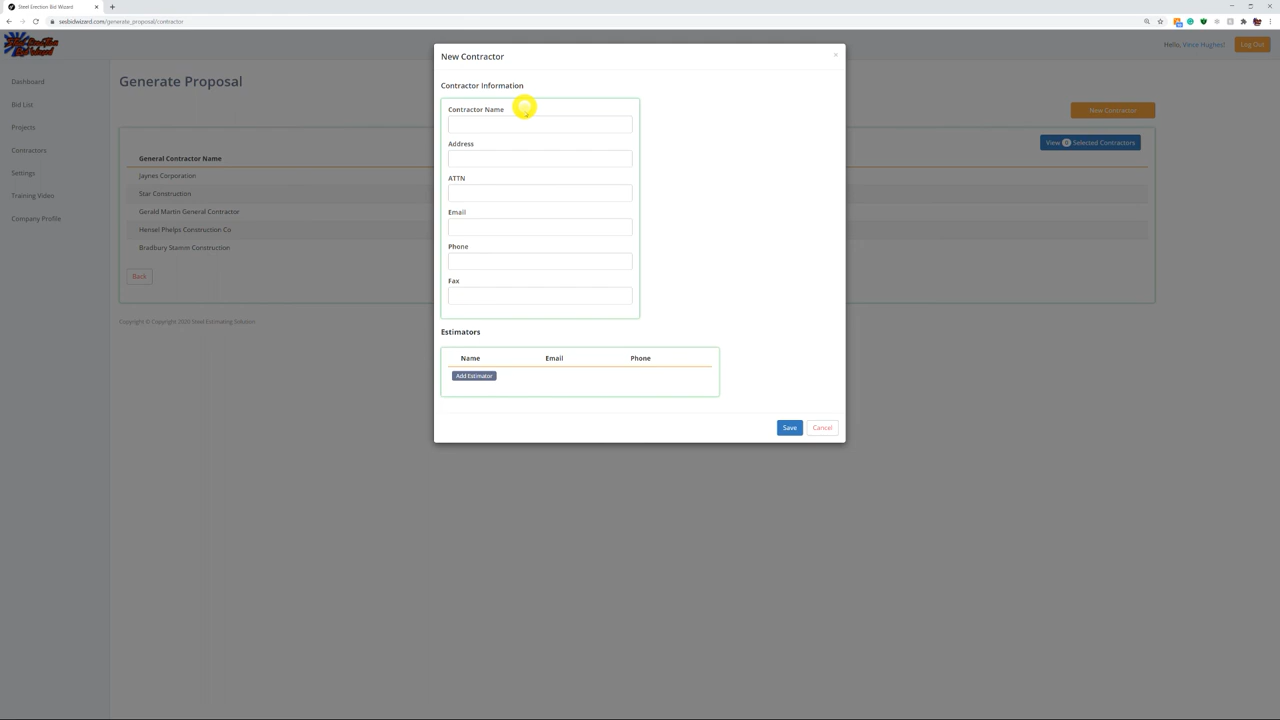 Steel Erection Bid Wizard
sesbidwizard.com/generate_proposal/contractor
Hello, Vince Hughes!
Log Out
Dashboard
Bid List
Projects
Contractors
Settings
Training Video
Company Profile
Generate Proposal
New Contractor
View 0 Selected Contractors
General Contractor Name
Jaynes Corporation
Star Construction
Gerald Martin General Contractor
Hensel Phelps Construction Co
Bradbury Stamm Construction
Back
Copyright © Copyright 2020 Steel Estimating Solution
New Contractor
×
Contractor Information
Contractor Name
Address
ATTN
Email
Phone
Fax
Estimators
Name Email Phone
Add Estimator
Save Cancel